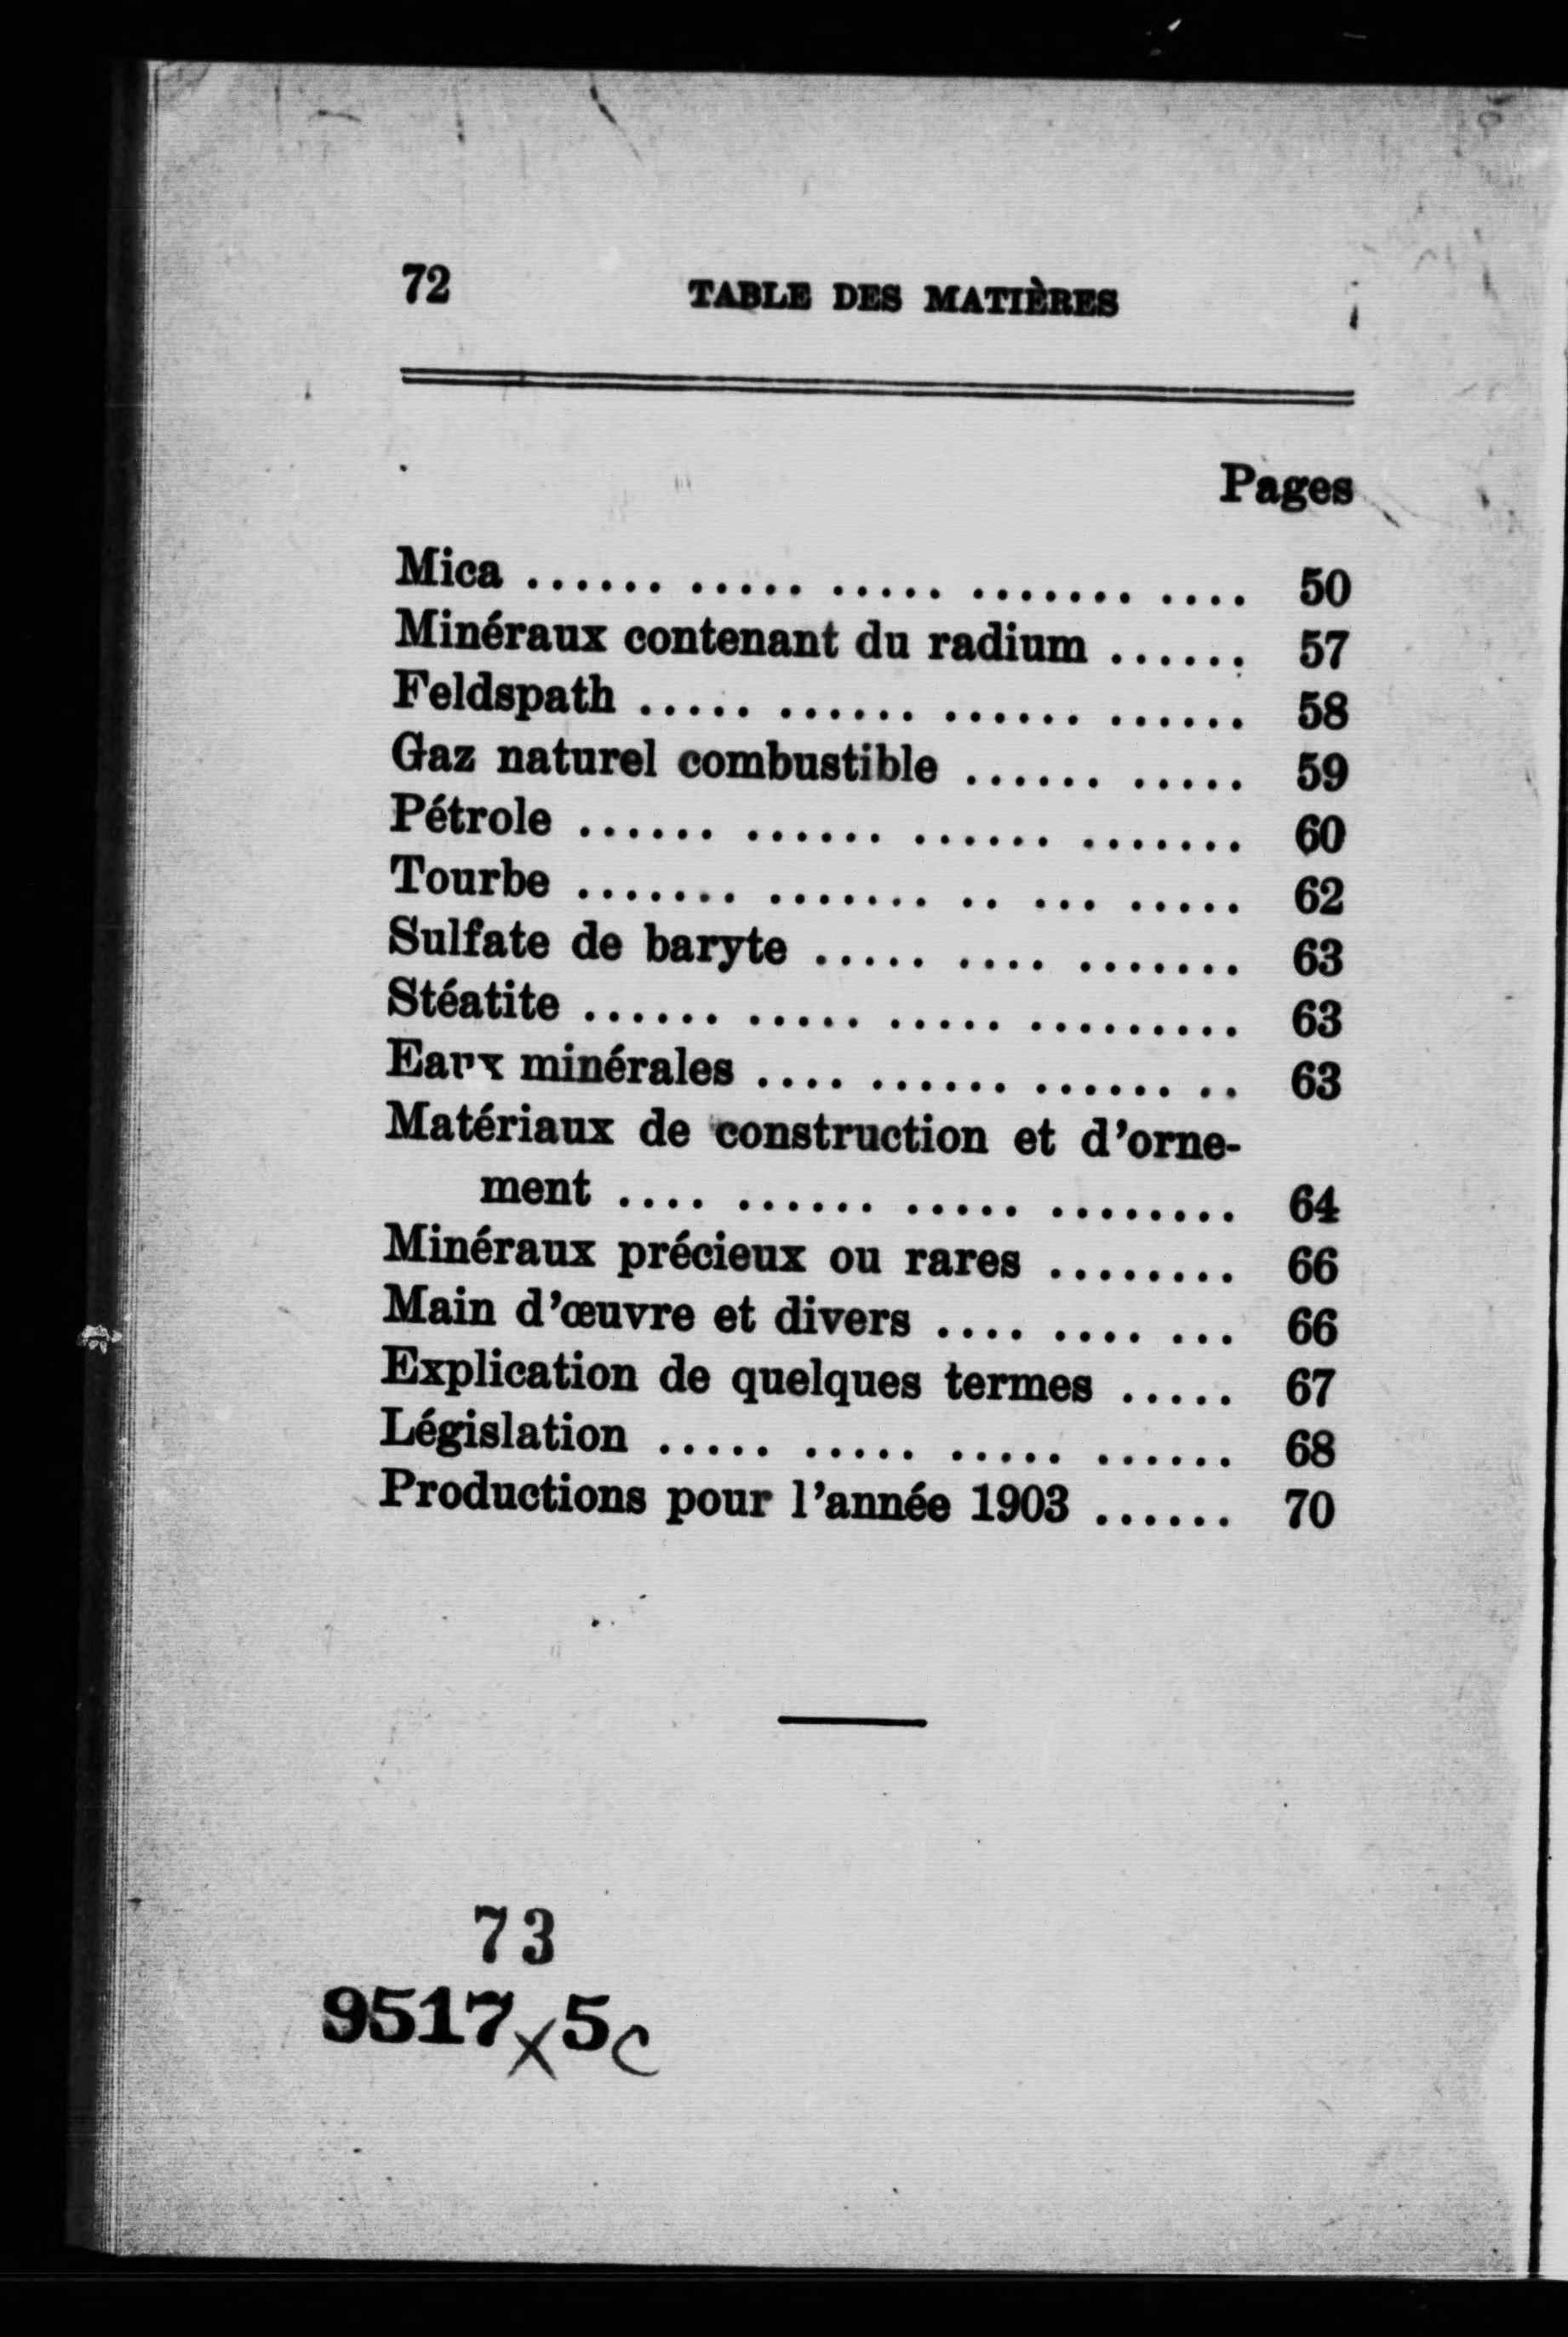 72 TABLE DES MATIÈRES
Pages
Mica ...... ..... ..... ....... .... 50
Minéraux contenant du radium ...... 57
Feldspath ..... ...... ...... ...... 58
Gaz naturel combustible ...... ..... 59
Pétrole ...... ...... ...... ....... 60
Tourbe ....... ....... .. ... ..... 62
Sulfate de baryte ..... .... ....... 63
Stéatite ...... ..... ..... ......... 63
Eaux minérales .... ...... ...... .. 63
Matériaux de construction et d'orne-
ment .... ...... ..... ........ 64
Minéraux précieux ou rares ........ 66
Main d'œuvre et divers .... .... ... 66
Explication de quelques termes ..... 67
Législation ..... ..... ..... ...... 68
Productions pour l'année 1903 ...... 70
73
9517x5c